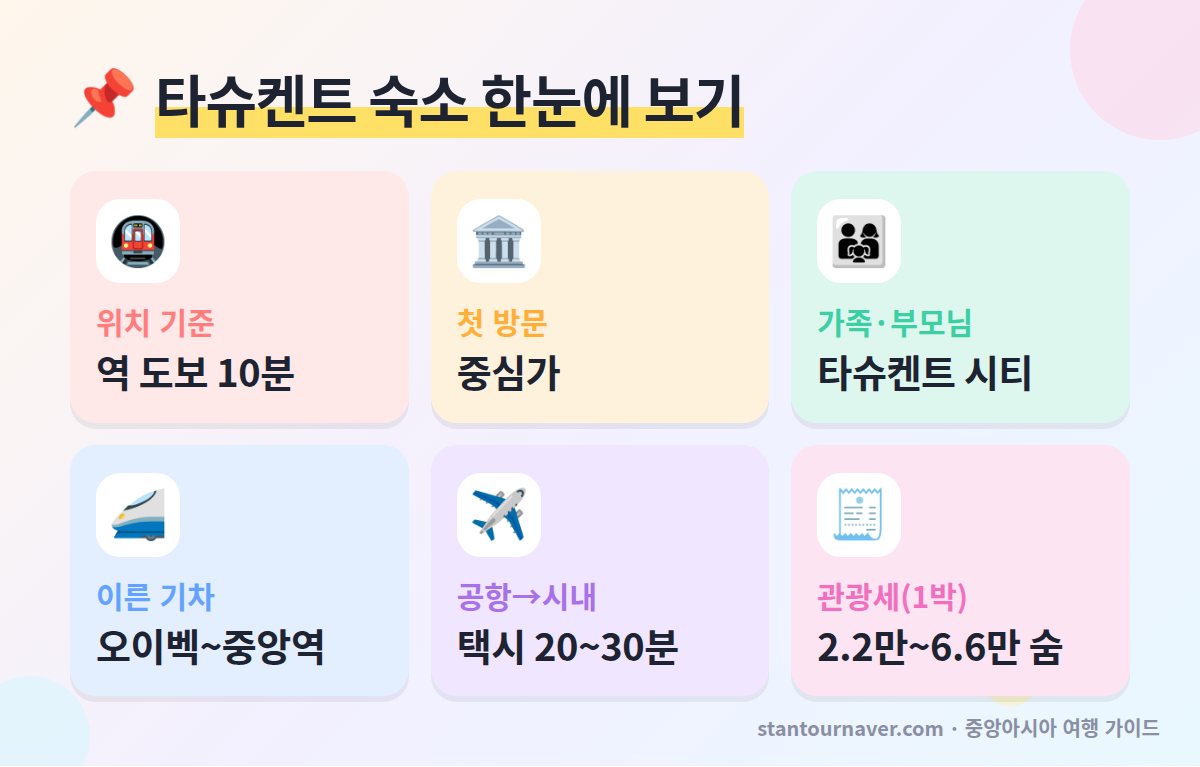 타슈켄트 숙소 한눈에 보기
위치 기준
역 도보 10분
첫 방문
중심가
가족·부모님
타슈켄트 시티
이른 기차
오이벡~중앙역
공항→시내
택시 20~30분
관광세(1박)
2.2만~6.6만 숨
stantournaver.com · 중앙아시아 여행 가이드